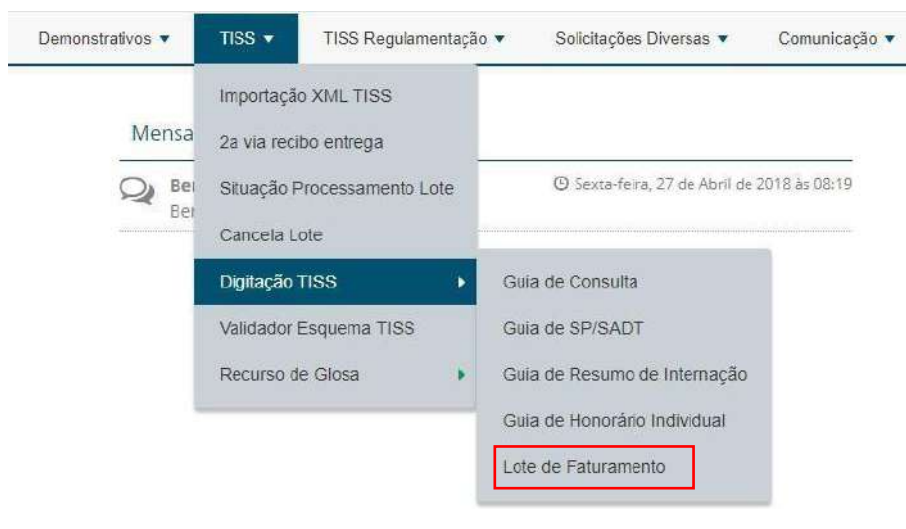 Demonstrativos TISS TISS Regulamentação Solicitações Diversas Comunicação
Importação XML TISS
Mensa
2a via recibo entrega
Situação Processamento Lote
Sexta-feira, 27 de Abril de 2018 às 08:19
Cancela Lote
Digitação TISS
Guia de Consulta
Validador Esquema TISS
Guia de SP/SADT
Recurso de Glosa
Guia de Resumo de Internação
Guia de Honorário Individual
Lote de Faturamento